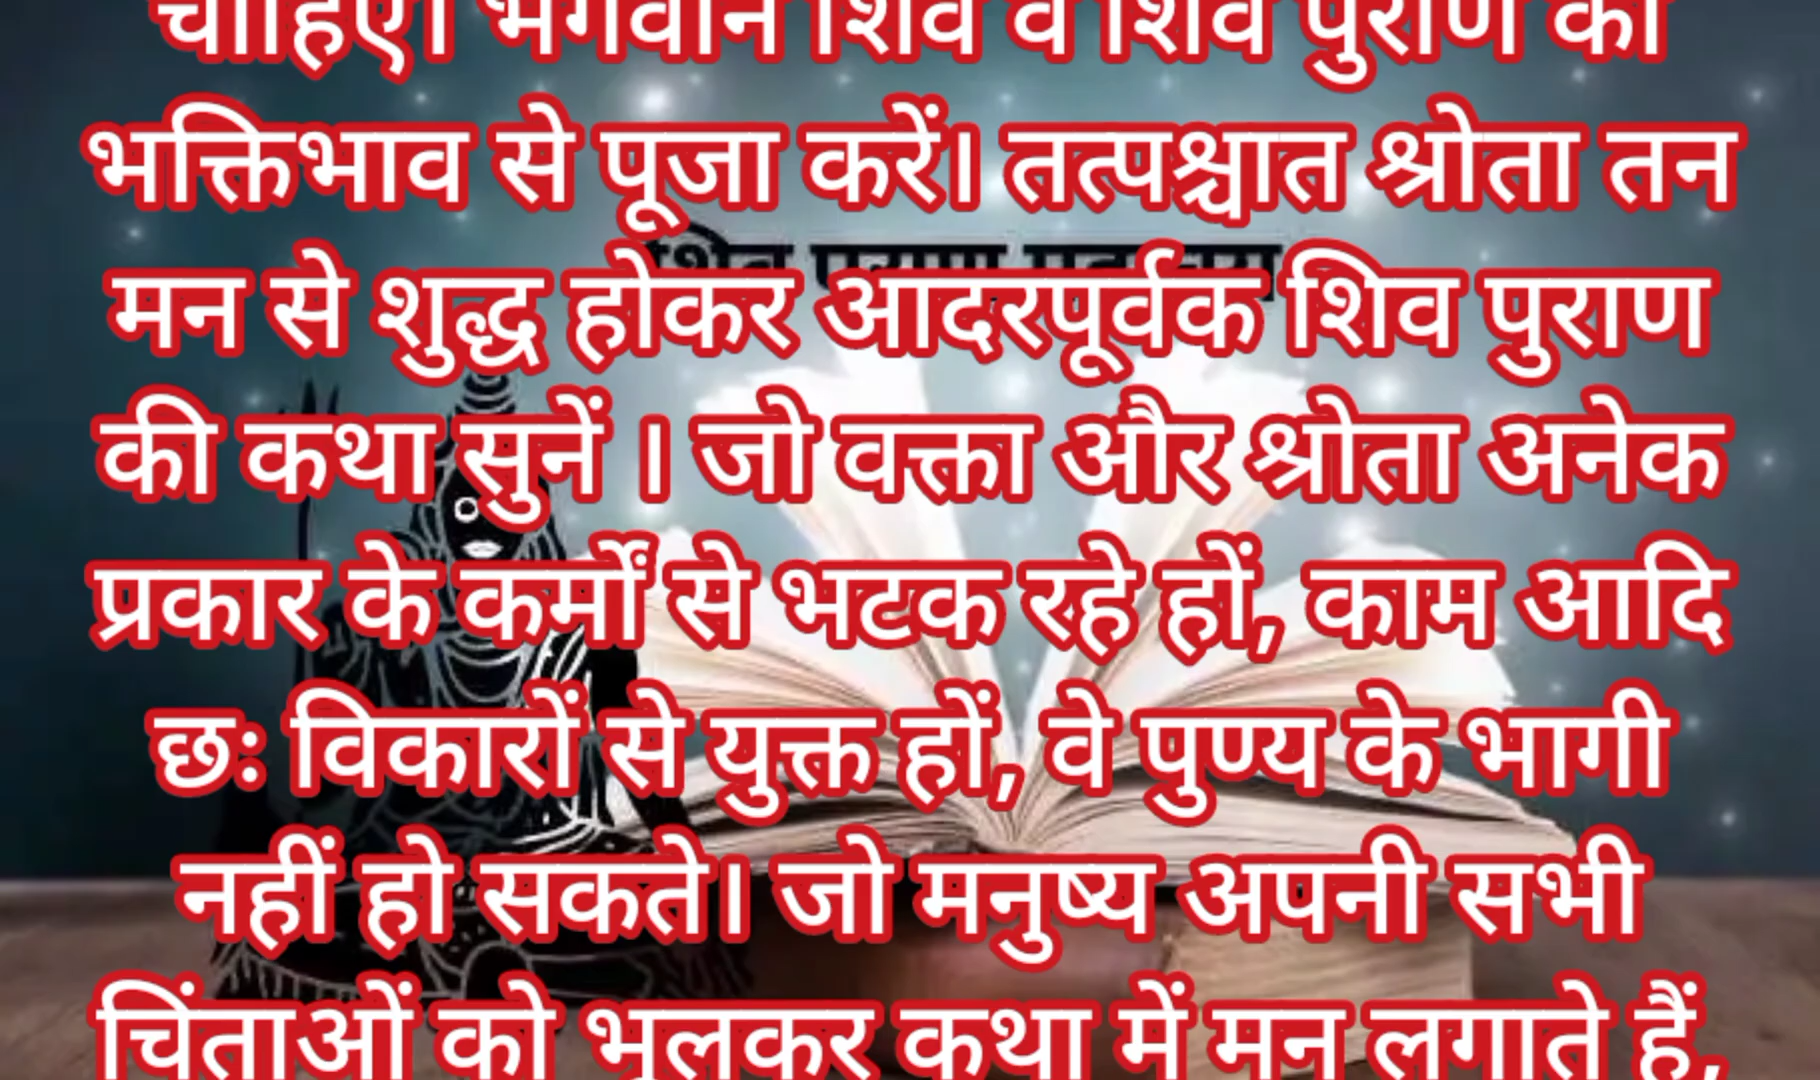 चाहिए। भगवान शिव व शिव पुराण की
भक्तिभाव से पूजा करें। तत्पश्चात श्रोता तन
मन से शुद्ध होकर आदरपूर्वक शिव पुराण
की कथा सुनें । जो वक्ता और श्रोता अनेक
प्रकार के कर्मों से भटक रहे हों, काम आदि
छः विकारों से युक्त हों, वे पुण्य के भागी
नहीं हो सकते। जो मनुष्य अपनी सभी
चिंताओं को भूलकर कथा में मन लगाते हैं,